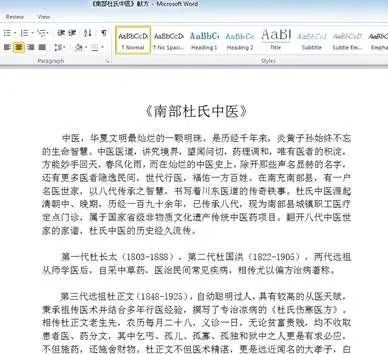 《南部杜氏中医》献方 - Microsoft Word
AaBbCcDc
¶ Normal
AaBbCcDc
¶ No Spaci...
AaBbC
Heading 1
AaBbCc
Heading 2
AaBl
Title
AaBbCc.
Subtitle
AaBbCcD
Subtle Em...
AaBbCcD
Emphasis
Paragraph
Styles
《南部杜氏中医》
中医，华夏文明最灿烂的一颗明珠，是历经千年来，炎黄子孙始终不忘
的生命智慧，中医医道，讲究境界，望闻问切，药理调和，唯有医者的积淀，
方能妙手回天，春风化雨，而在灿烂的中医史上，除开那些声名显赫的名字，
还有更多医者隐逸民间，世代行医，福佑一方百姓，在南充南部县，有一户
名医世家，以八代传承之智慧，书写着川东医道的传奇轶事。杜氏中医源起
清朝中、晚期，历经一百九十余年，已传承八代，现为南部县城镇职工医疗
定点门诊，属于国家省级非物质文化遗产传统中医药项目。翻开八代中医世
家的家谱，杜氏中医的历史经久流传。
第一代杜长太（1803-1888），第二代杜国洪（1822-1905），两代远祖
从师学医后，自采中草药，医治民间常见疾病，相传尤以偏方治病著称。
第三代远祖杜正文（1848-1925），自幼聪明过人，具有较高的从医天赋，
秉承祖传医术并结合多年行医经验，撰写了专治凉病的《杜氏伤寒医方》。
相传杜正文老先生，农历每月二十八，义诊一日，无论贫富贵贱，均不收取
患者医、药分文，其中乞丐、孤儿、孤寡、孤独和狱中之人更是有求必应，
不但施药，还施舍财物，杜正文不但医术精湛，更是远近闻名的大孝子，白